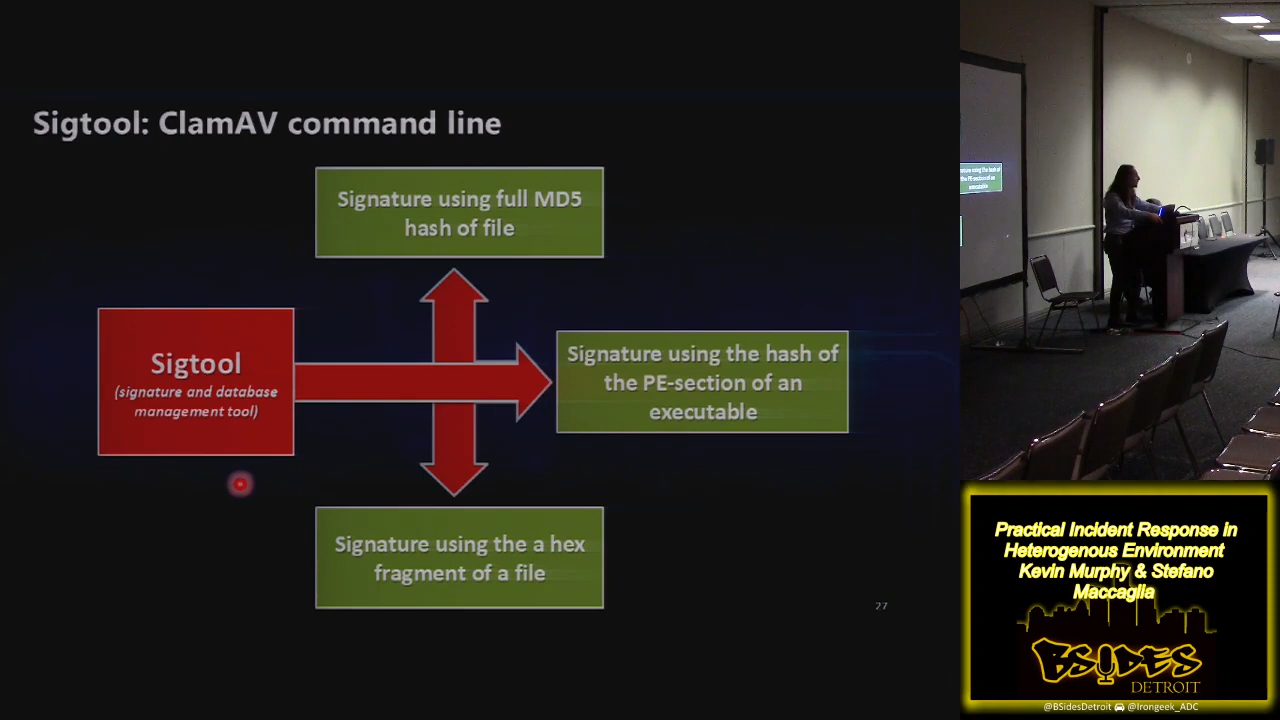 Sigtool: ClamAV command line
Signature using full MD5
hash of file
Sigtool
(signature and database
management tool)
Signature using the hash of
the PE-section of an
executable
Signature using the a hex
fragment of a file
27
Practical Incident Response in
Heterogenous Environment
Kevin Murphy & Stefano
Maccaglia
BSIDES
DETROIT
@BSidesDetroit @Irongeek_ADC